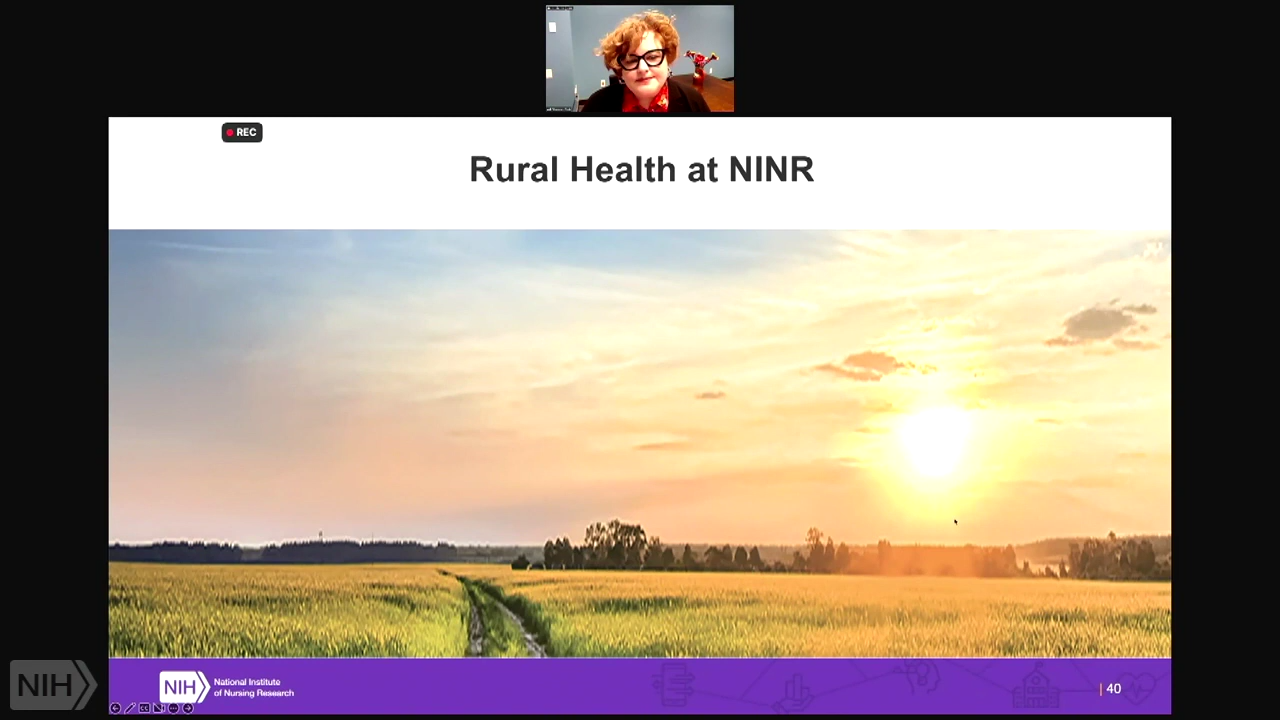 REC
Rural Health at NINR
NIH
National Institute
of Nursing Research
40
NIH